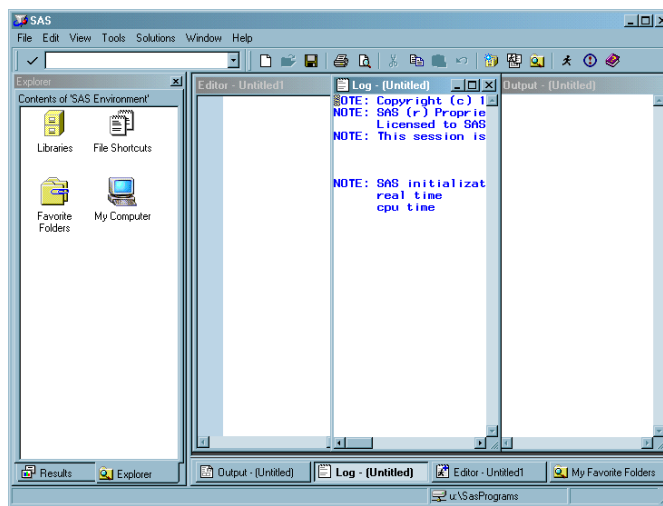 SAS
File Edit View Tools Solutions Window Help
Explorer
Contents of 'SAS Environment'
Libraries
File Shortcuts
Favorite Folders
My Computer
Editor - Untitled1
Log - (Untitled)
NOTE: Copyright (c) 1
NOTE: SAS (r) Proprie
Licensed to SAS
NOTE: This session is
NOTE: SAS initializat
real time
cpu time
Output - (Untitled)
Results
Explorer
Output - (Untitled)
Log - (Untitled)
Editor - Untitled1
My Favorite Folders
u:\SasPrograms